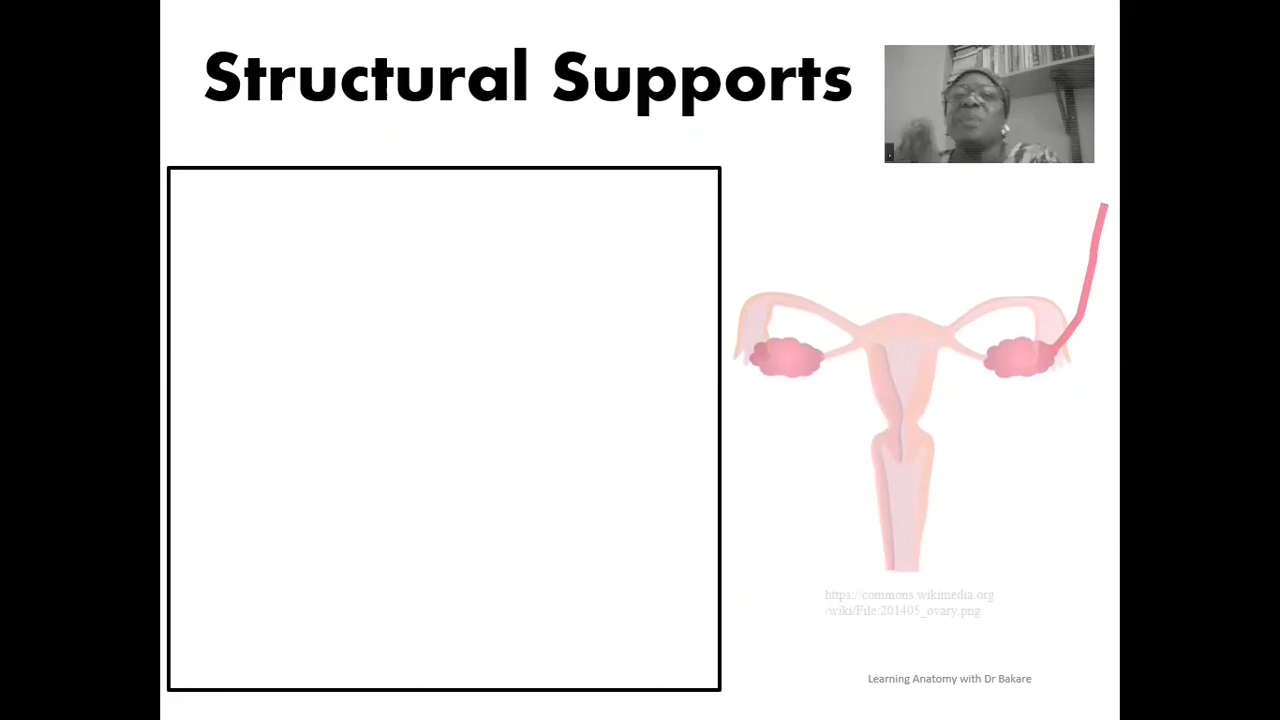 Structural Supports
https://commons.wikimedia.org
/wiki/File:201405_ovary.png
Learning Anatomy with Dr Bakare